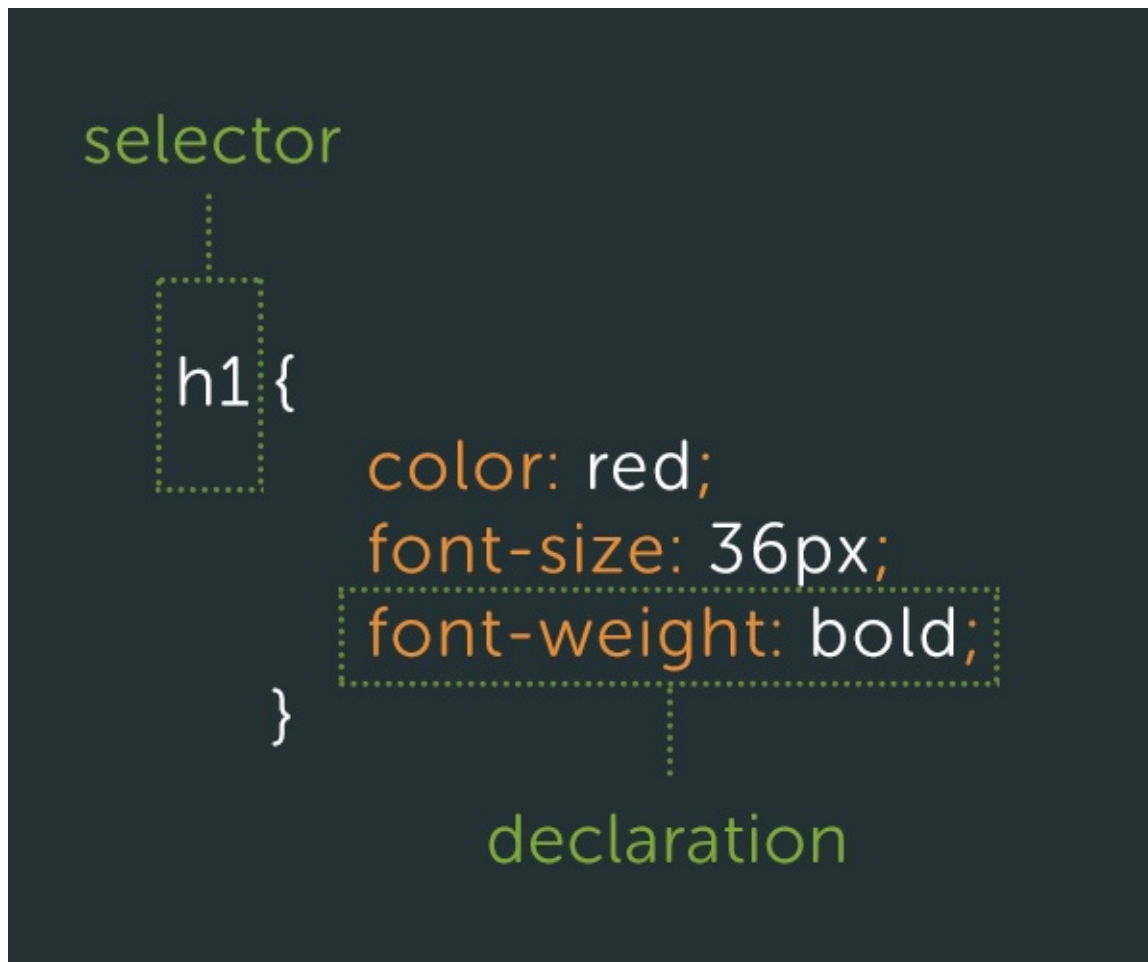 selector
h1 {
color: red;
font-size: 36px;
font-weight: bold;
}
declaration